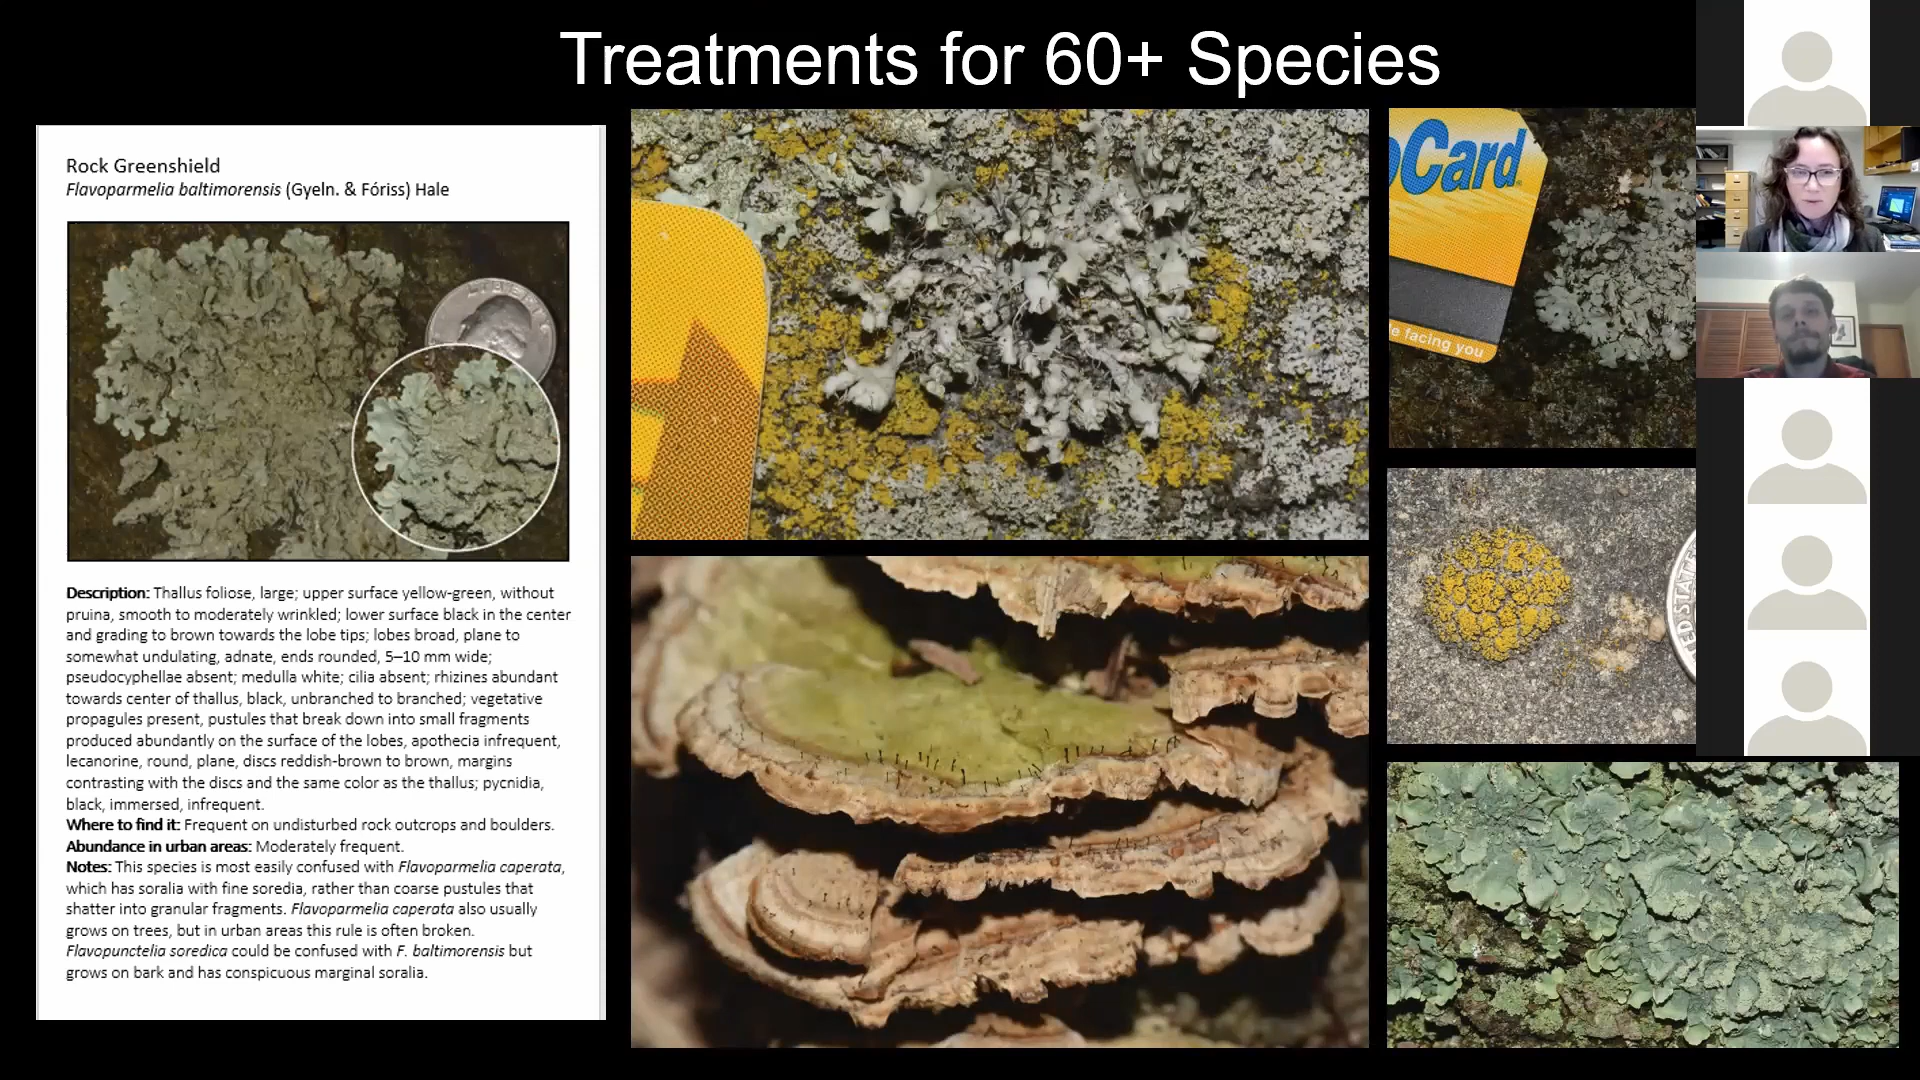 Treatments for 60+ Species
Rock Greenshield
Flavoparmelia baltimorensis (Gyeln. & Fóriss) Hale
Description: Thallus foliose, large; upper surface yellow-green, without
pruina, smooth to moderately wrinkled; lower surface black in the center
and grading to brown towards the lobe tips; lobes broad, plane to
somewhat undulating, adnate, ends rounded, 5–10 mm wide;
pseudocyphellae absent; medulla white; cilia absent; rhizines abundant
towards center of thallus, black, unbranched to branched; vegetative
propagules present, pustules that break down into small fragments
produced abundantly on the surface of the lobes, apothecia infrequent,
lecanorine, round, plane, discs reddish-brown to brown, margins
contrasting with the discs and the same color as the thallus; pycnidia,
black, immersed, infrequent.
Where to find it: Frequent on undisturbed rock outcrops and boulders.
Abundance in urban areas: Moderately frequent.
Notes: This species is most easily confused with Flavoparmelia caperata,
which has soralia with fine soredia, rather than coarse pustules that
shatter into granular fragments. Flavoparmelia caperata also usually
grows on trees, but in urban areas this rule is often broken.
Flavopunctelia soredica could be confused with F. baltimorensis but
grows on bark and has conspicuous marginal soralia.
oCard
e facing you
ED STAT